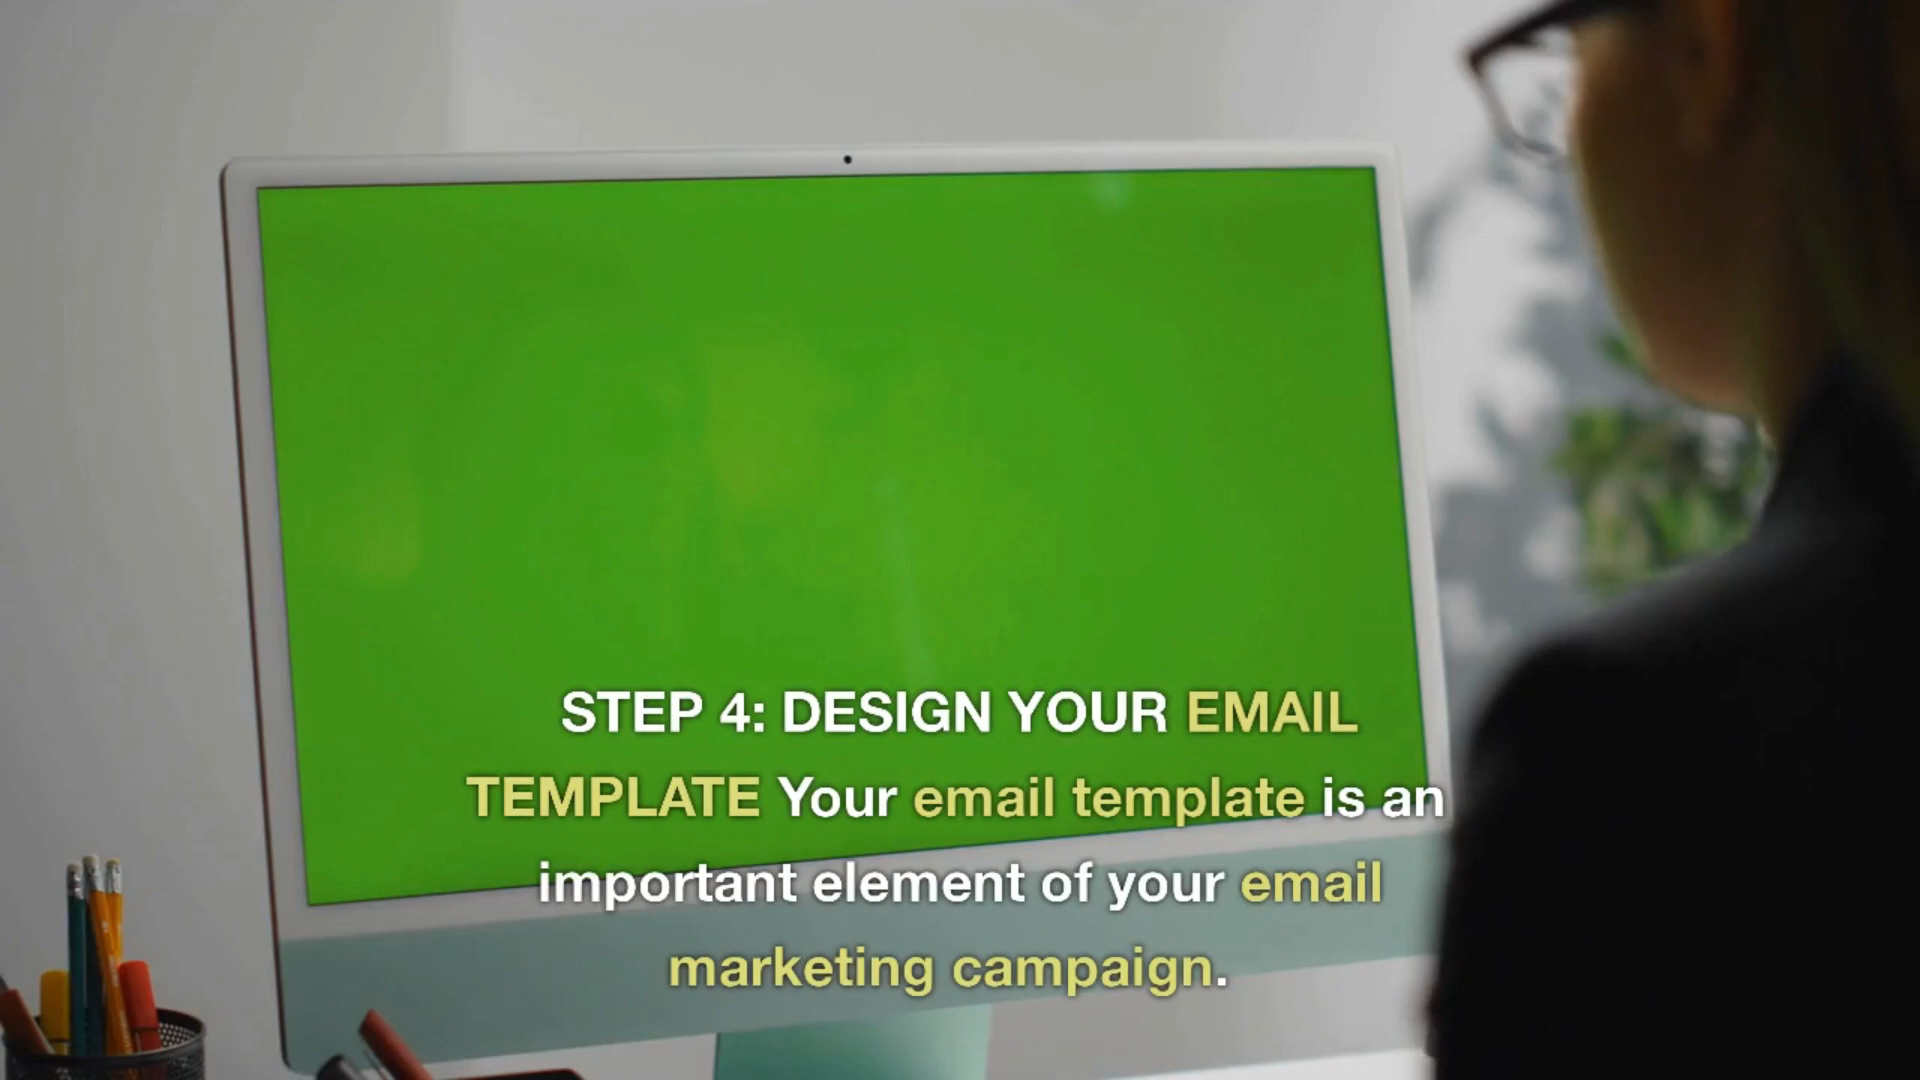 STEP 4: DESIGN YOUR EMAIL
TEMPLATE Your email template is an
important element of your email
marketing campaign.